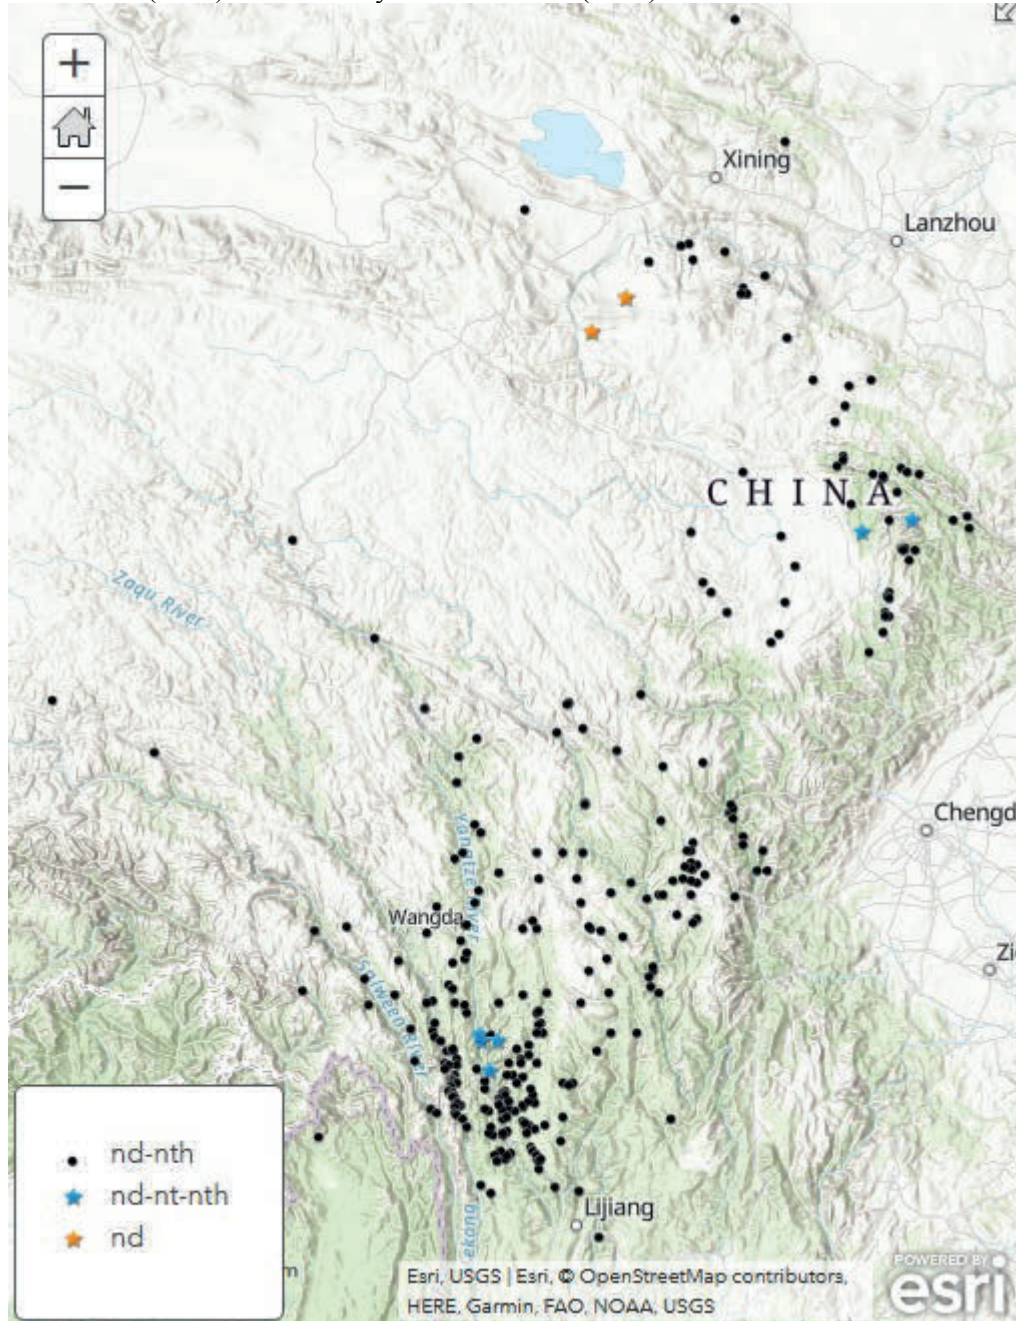 +
−
Xining
Lanzhou
CHINA
Zaqu River
Chengd
Yangtze River
Wangda
Zi
Salween River
nd-nth
nd-nt-nth
nd
Lijiang
ekong
m
Esri, USGS | Esri, © OpenStreetMap contributors,
HERE, Garmin, FAO, NOAA, USGS
POWERED BY
esri